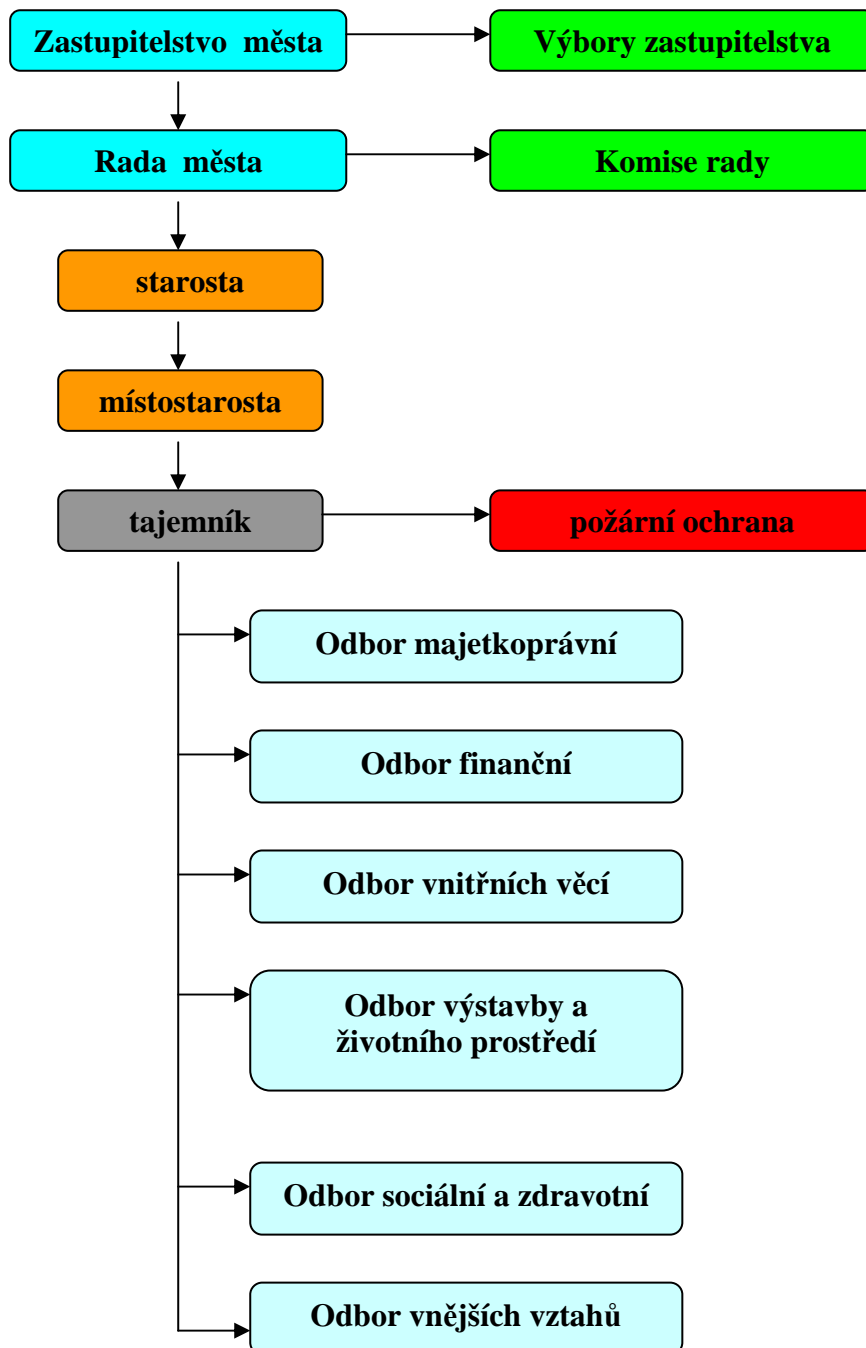 Zastupitelstvo  města
Výbory zastupitelstva
Rada  města
Komise rady
starosta
místostarosta
tajemník
požární ochrana
Odbor majetkoprávní
Odbor finanční
Odbor vnitřních věcí
Odbor výstavby a
životního prostředí
Odbor sociální a zdravotní
Odbor vnějších vztahů